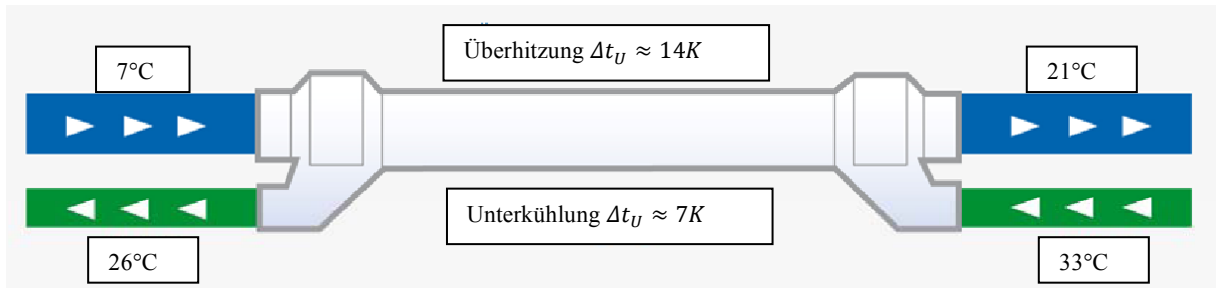 Überhitzung Δt_U ≈ 14K
7°C
21°C
Unterkühlung Δt_U ≈ 7K
26°C
33°C